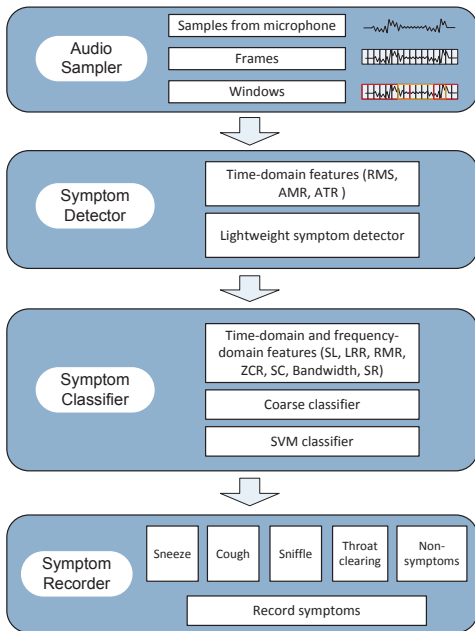 Audio
Sampler
Samples from microphone
Frames
Windows
Symptom
Detector
Time-domain features (RMS,
AMR, ATR )
Lightweight symptom detector
Symptom
Classifier
Time-domain and frequency-
domain features (SL, LRR, RMR,
ZCR, SC, Bandwidth, SR)
Coarse classifier
SVM classifier
Symptom
Recorder
Sneeze
Cough
Sniffle
Throat
clearing
Non-
symptoms
Record symptoms